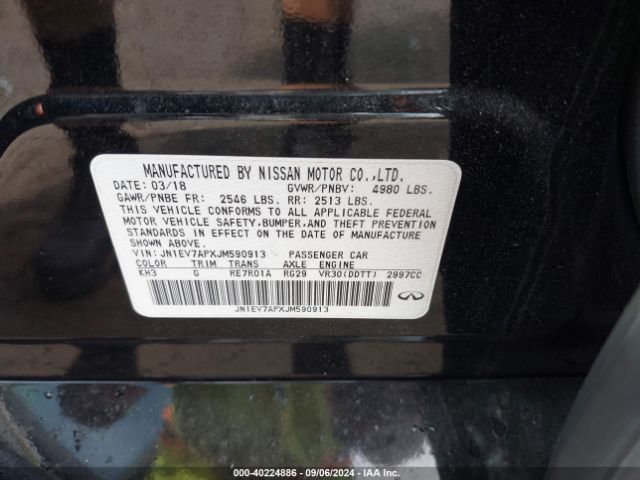 MANUFACTURED BY NISSAN MOTOR CO.,LTD.
DATE: 03/18 GVWR/PNBV: 4980 LBS.
GAWR/PNBE FR: 2546 LBS. RR: 2513 LBS.
THIS VEHICLE CONFORMS TO ALL APPLICABLE FEDERAL
MOTOR VEHICLE SAFETY,BUMPER,AND THEFT PREVENTION
STANDARDS IN EFFECT ON THE DATE OF MANUFACTURE
SHOWN ABOVE.
VIN: JN1EV7APXJM590913 PASSENGER CAR
COLOR TRIM TRANS AXLE ENGINE
KH3 G RE7R01A RG29 VR30(DDTT) 2997CC
JN1EV7APXJM590913
000-40224886 - 09/06/2024 - IAA Inc.